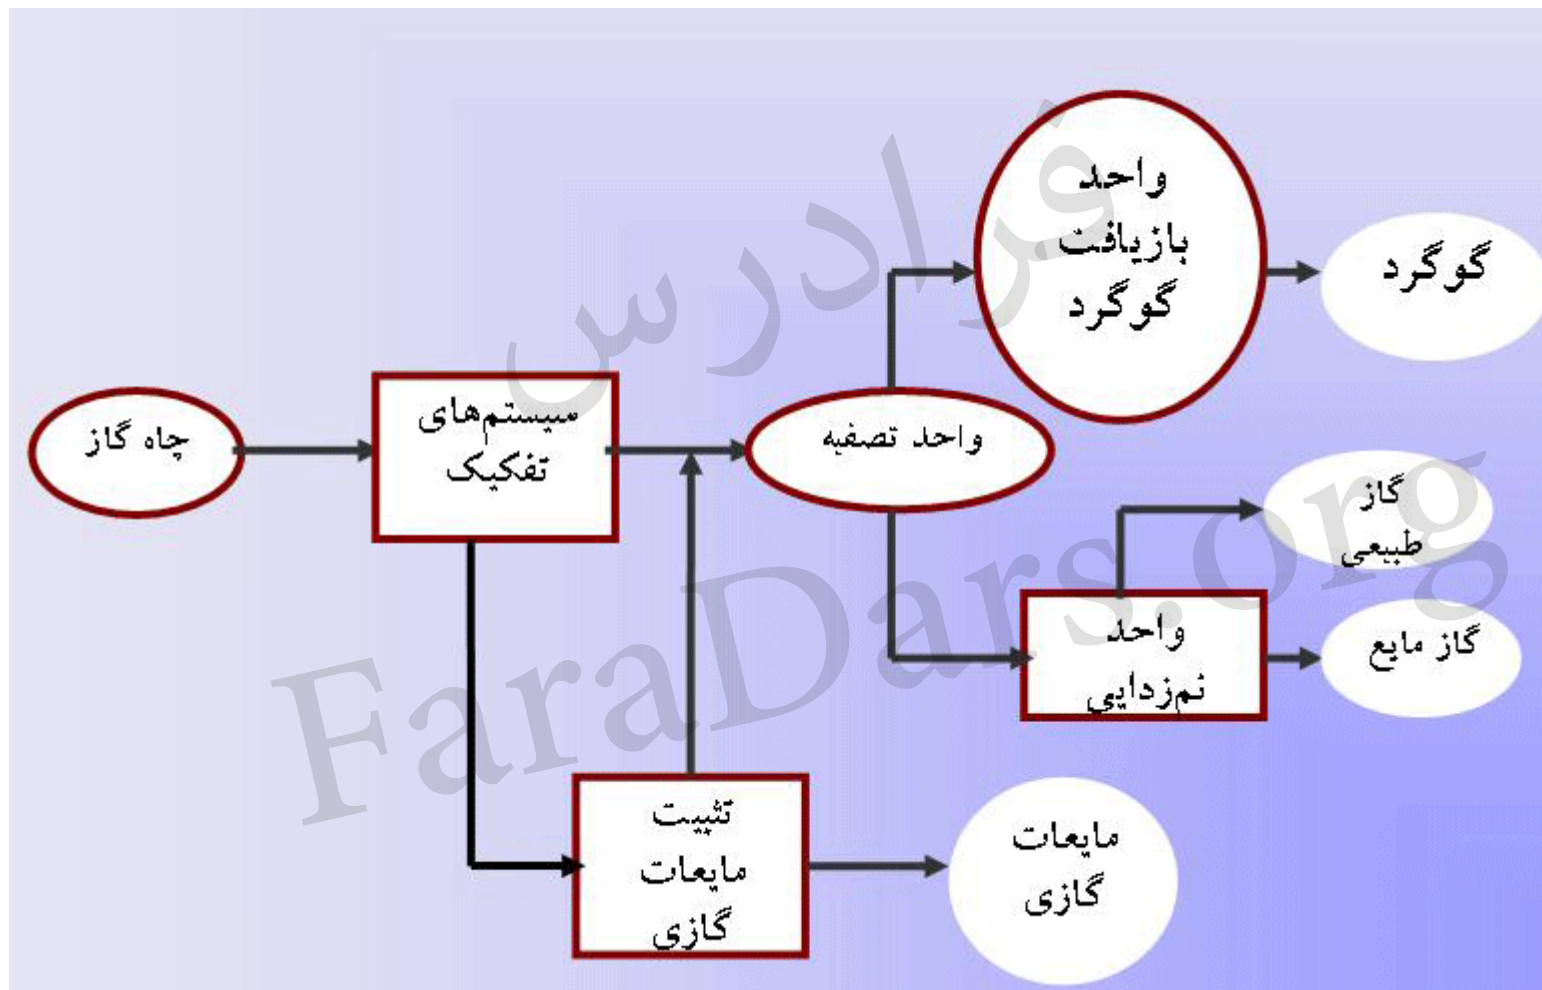 واحد
بازیافت
گوگرد
گوگرد
چاه گاز
سیستم‌های
تفکیک
واحد تصفیه
گاز
طبیعی
واحد
نم‌زدایی
گاز مایع
تثبیت
مایعات
گازی
مایعات
گازی
فرادرس
FaraDars.org